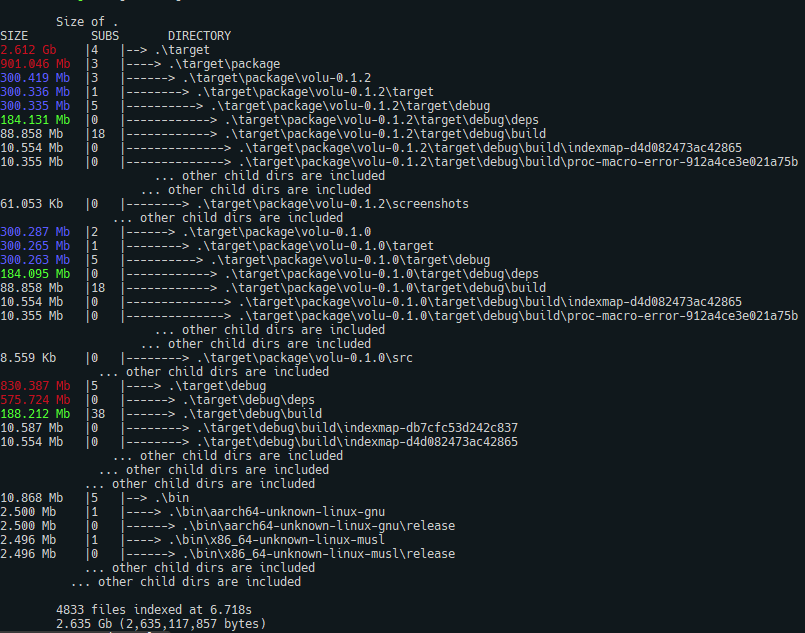 Size of .
SIZE SUBS DIRECTORY
2.612 Gb |4 |--> .\target
901.046 Mb |3 |----> .\target\package
300.419 Mb |3 |------> .\target\package\volu-0.1.2
300.336 Mb |1 |--------> .\target\package\volu-0.1.2\target
300.335 Mb |5 |----------> .\target\package\volu-0.1.2\target\debug
184.131 Mb |0 |------------> .\target\package\volu-0.1.2\target\debug\deps
88.858 Mb |18 |------------> .\target\package\volu-0.1.2\target\debug\build
10.554 Mb |0 |--------------> .\target\package\volu-0.1.2\target\debug\build\indexmap-d4d082473ac42865
10.355 Mb |0 |--------------> .\target\package\volu-0.1.2\target\debug\build\proc-macro-error-912a4ce3e021a75b
... other child dirs are included
... other child dirs are included
61.053 Kb |0 |--------> .\target\package\volu-0.1.2\screenshots
... other child dirs are included
300.287 Mb |2 |------> .\target\package\volu-0.1.0
300.265 Mb |1 |--------> .\target\package\volu-0.1.0\target
300.263 Mb |5 |----------> .\target\package\volu-0.1.0\target\debug
184.095 Mb |0 |------------> .\target\package\volu-0.1.0\target\debug\deps
88.858 Mb |18 |------------> .\target\package\volu-0.1.0\target\debug\build
10.554 Mb |0 |--------------> .\target\package\volu-0.1.0\target\debug\build\indexmap-d4d082473ac42865
10.355 Mb |0 |--------------> .\target\package\volu-0.1.0\target\debug\build\proc-macro-error-912a4ce3e021a75b
... other child dirs are included
... other child dirs are included
8.559 Kb |0 |--------> .\target\package\volu-0.1.0\src
... other child dirs are included
830.387 Mb |5 |----> .\target\debug
575.724 Mb |0 |------> .\target\debug\deps
188.212 Mb |38 |------> .\target\debug\build
10.587 Mb |0 |--------> .\target\debug\build\indexmap-db7cfc53d242c837
10.554 Mb |0 |--------> .\target\debug\build\indexmap-d4d082473ac42865
... other child dirs are included
... other child dirs are included
... other child dirs are included
10.868 Mb |5 |--> .\bin
2.500 Mb |1 |----> .\bin\aarch64-unknown-linux-gnu
2.500 Mb |0 |------> .\bin\aarch64-unknown-linux-gnu\release
2.496 Mb |1 |----> .\bin\x86_64-unknown-linux-musl
2.496 Mb |0 |------> .\bin\x86_64-unknown-linux-musl\release
... other child dirs are included
... other child dirs are included
4833 files indexed at 6.718s
2.635 Gb (2,635,117,857 bytes)